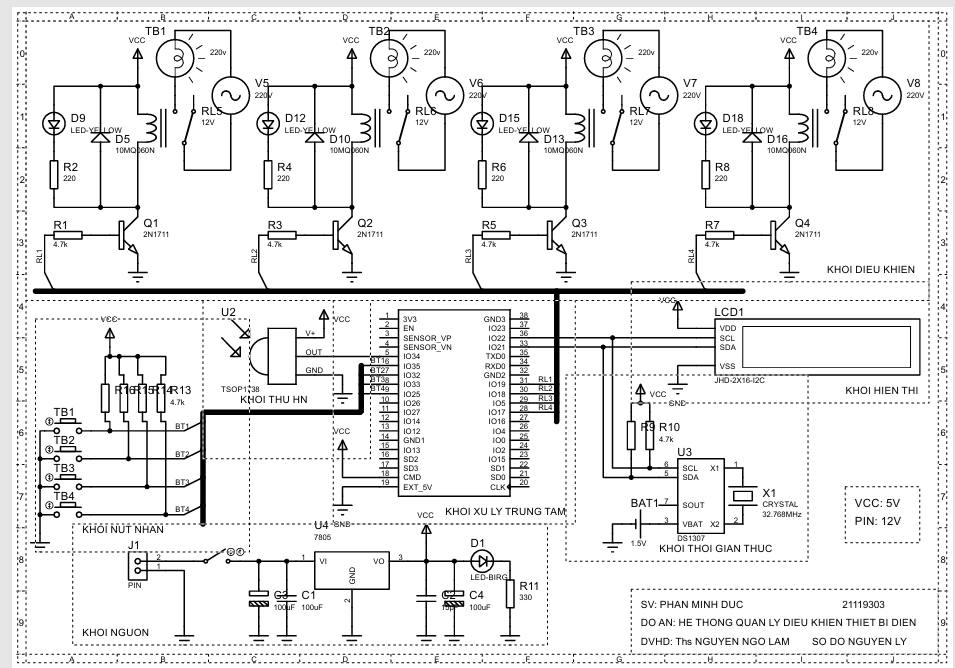 A B C D E F G H I J
TB1 TB2 TB3 TB4
0 VCC 220v VCC 220v VCC 220v VCC 220v 0
V5 V6 V7 V8
220V 220V 220V 220V
1 D9 RL5 D12 RL6 D15 RL7 D18 RL8 1
LED-YELLOW 12V LED-YELLOW 12V LED-YELLOW 12V LED-YELLOW 12V
D5 D10 D13 D16
10MQ060N 10MQ060N 10MQ060N 10MQ060N
R2 R4 R6 R8
2 220 220 220 220 2
R1 Q1 R3 Q2 R5 Q3 R7 Q4
4.7k 2N1711 4.7k 2N1711 4.7k 2N1711 4.7k 2N1711
3 RL1 RL2 RL3 RL4 3
KHOI DIEU KHIEN
4 VCC 4
U2 VCC
V+
OUT
GND
TSOP1738
KHOI THU HN
1 3V3 GND3 38
2 EN IO23 37
3 SENSOR_VP IO22 36
4 SENSOR_VN IO21 33
5 IO34 TXD0 35
BT1 6 IO35 RXD0 34
BT2 7 IO32 GND2 32
BT3 8 IO33 IO19 31 RL1
BT4 9 IO25 IO18 30 RL2
10 IO26 IO5 29 RL3
11 IO27 IO17 28 RL4
12 IO14 IO16 27
13 IO12 IO4 26
14 GND1 IO0 25
15 IO13 IO2 24
16 SD2 IO15 23
17 SD3 SD1 22
18 CMD SD0 21
19 EXT_5V CLK 20
VCC
GND
KHOI XU LY TRUNG TAM
VCC
LCD1
VDD
SCL
SDA
VSS
JHD-2X16-I2C
GND
KHOI HIEN THI
5 5
VCC
R16 R15 R14 R13
4.7k
TB1
6 BT1 6
TB2
BT2
TB3
BT3
7 TB4 7
BT4
KHOI NUT NHAN
VCC
R9 R10
4.7k
U3
6 SCL X1 1
5 SDA
7 SOUT
3 VBAT X2 2
DS1307
X1
CRYSTAL
32.768MHz
BAT1
1.5V
KHOI THOI GIAN THUC
VCC: 5V
PIN: 12V
8 8
J1
2
1
PIN
U4
7805
1 VI VO 3
GND
2
VCC
D1
LED-BIRG
R11
330
C3 C1 C2 C4
100uF 100uF 100uF
9 9
KHOI NGUON
SV: PHAN MINH DUC 21119303
DO AN: HE THONG QUAN LY DIEU KHIEN THIET BI DIEN
DVHD: Ths NGUYEN NGO LAM SO DO NGUYEN LY
A B C D E F G H I J